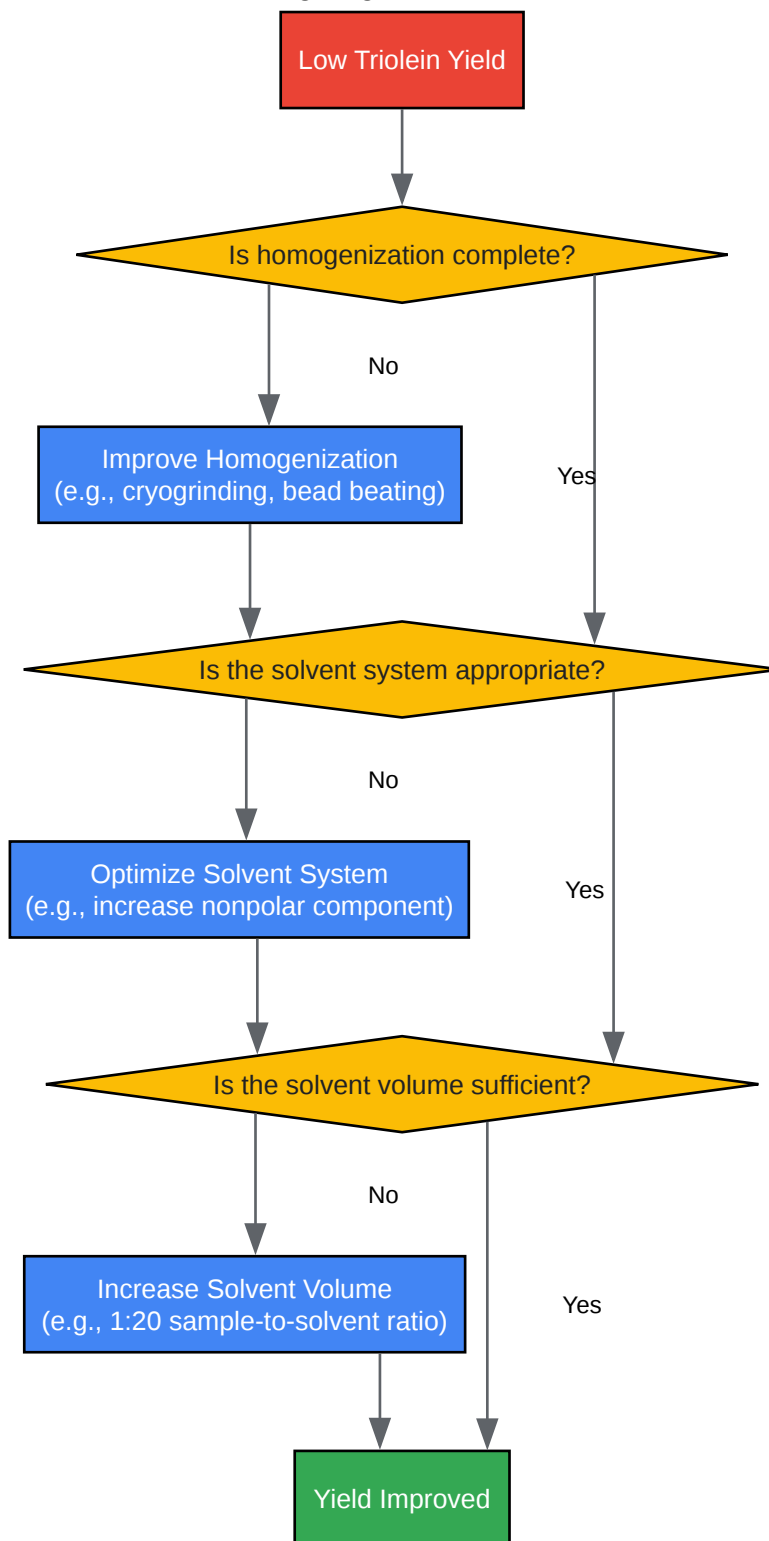 Low Triolein Yield
Is homogenization complete?
No
Improve Homogenization
(e.g., cryogrinding, bead beating)
Yes
Is the solvent system appropriate?
No
Optimize Solvent System
(e.g., increase nonpolar component)
Yes
Is the solvent volume sufficient?
No
Increase Solvent Volume
(e.g., 1:20 sample-to-solvent ratio)
Yes
Yield Improved